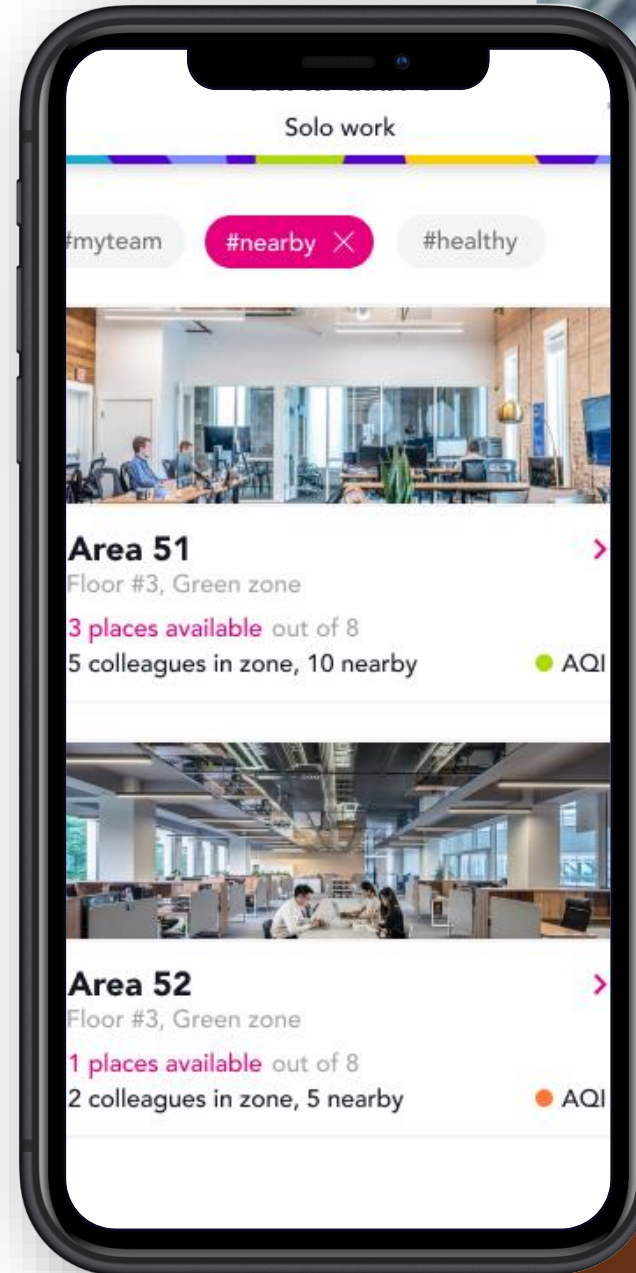 Solo work
#myteam #nearby #healthy
Area 51
Floor #3, Green zone
3 places available out of 8
5 colleagues in zone, 10 nearby AQI
Area 52
Floor #3, Green zone
1 places available out of 8
2 colleagues in zone, 5 nearby AQI